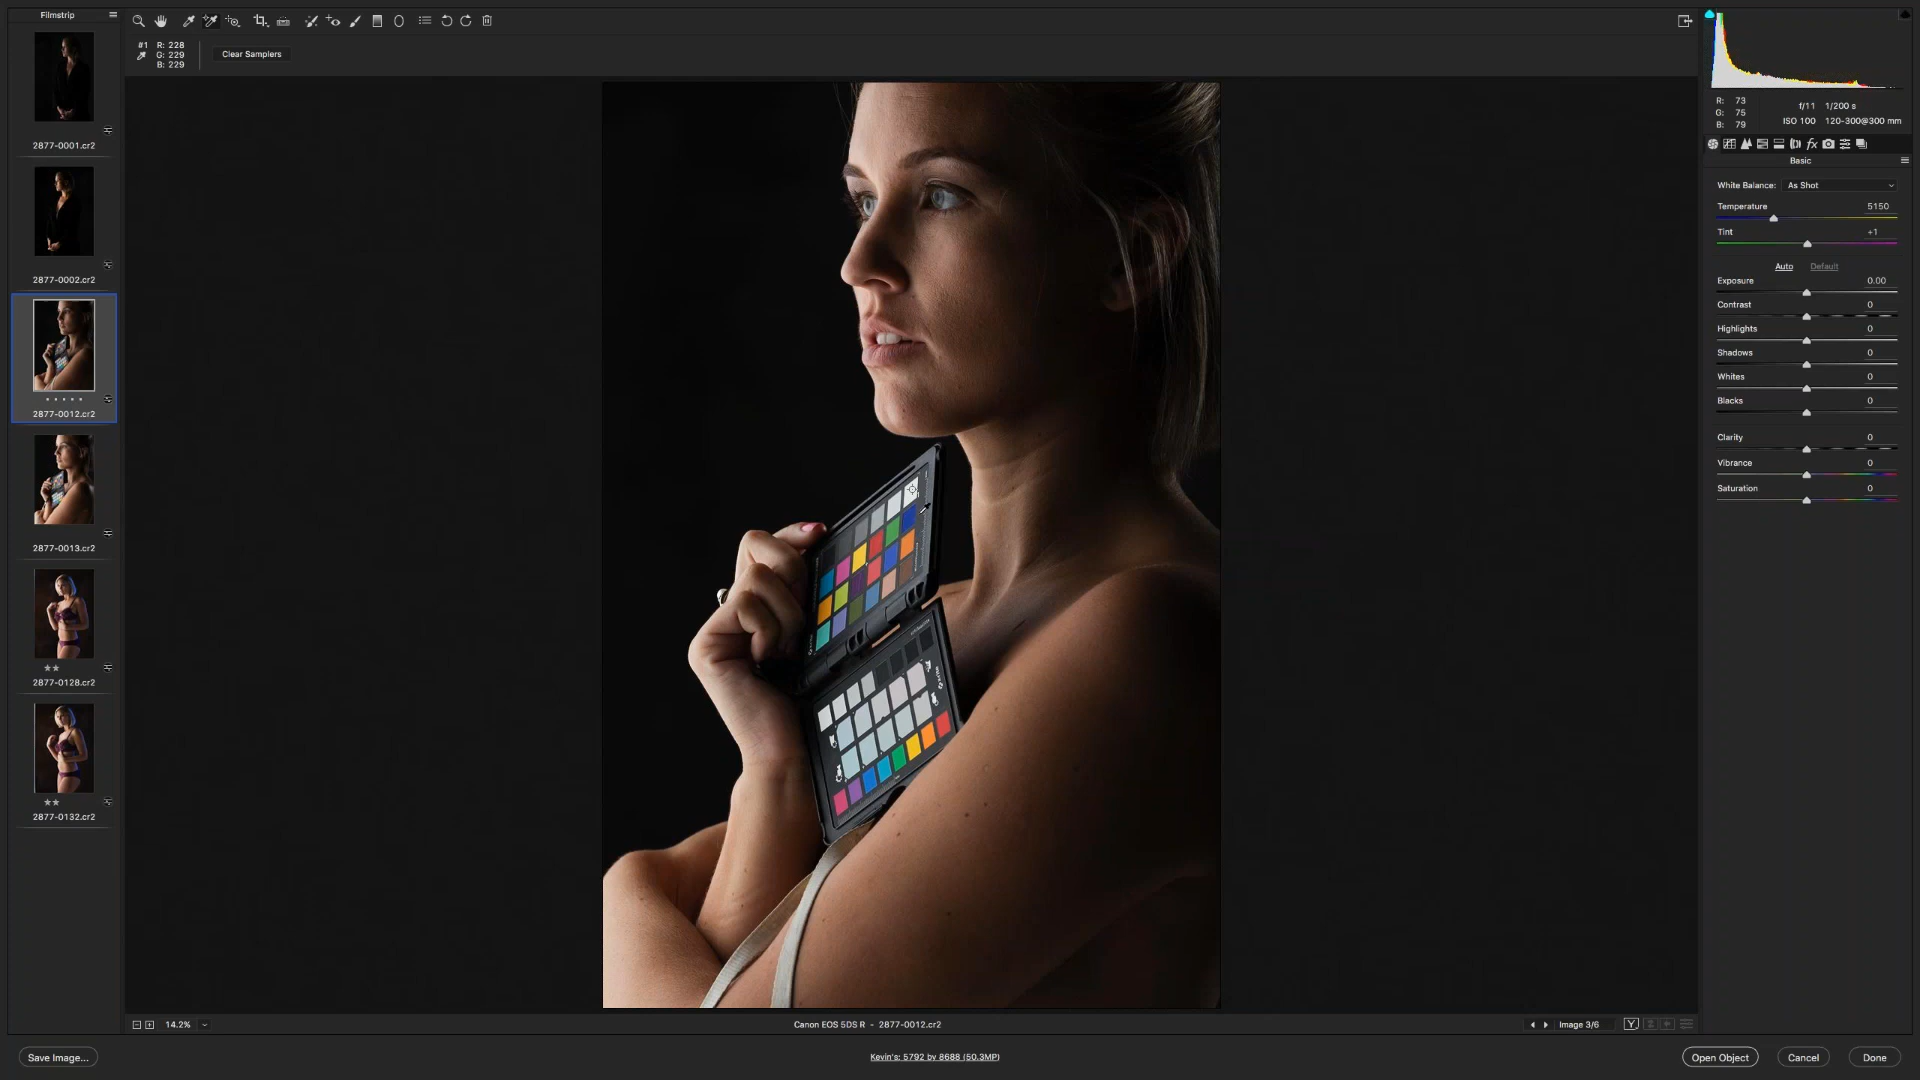 Filmstrip
2877-0001.cr2
2877-0002.cr2
2877-0012.cr2
2877-0013.cr2
2877-0128.cr2
2877-0132.cr2
#1 R: 228
G: 229
B: 229
Clear Samplers
R: 73
G: 75
B: 79
f/11 1/200 s
ISO 100 120-300@300 mm
fx
Basic
White Balance: As Shot
Temperature 5150
Tint +1
Auto Default
Exposure 0.00
Contrast 0
Highlights 0
Shadows 0
Whites 0
Blacks 0
Clarity 0
Vibrance 0
Saturation 0
14.2%
Canon EOS 5DS R - 2877-0012.cr2
Image 3/6
Y
Save Image...
Kevin's: 5792 by 8688 (50.3MP)
Open Object
Cancel
Done